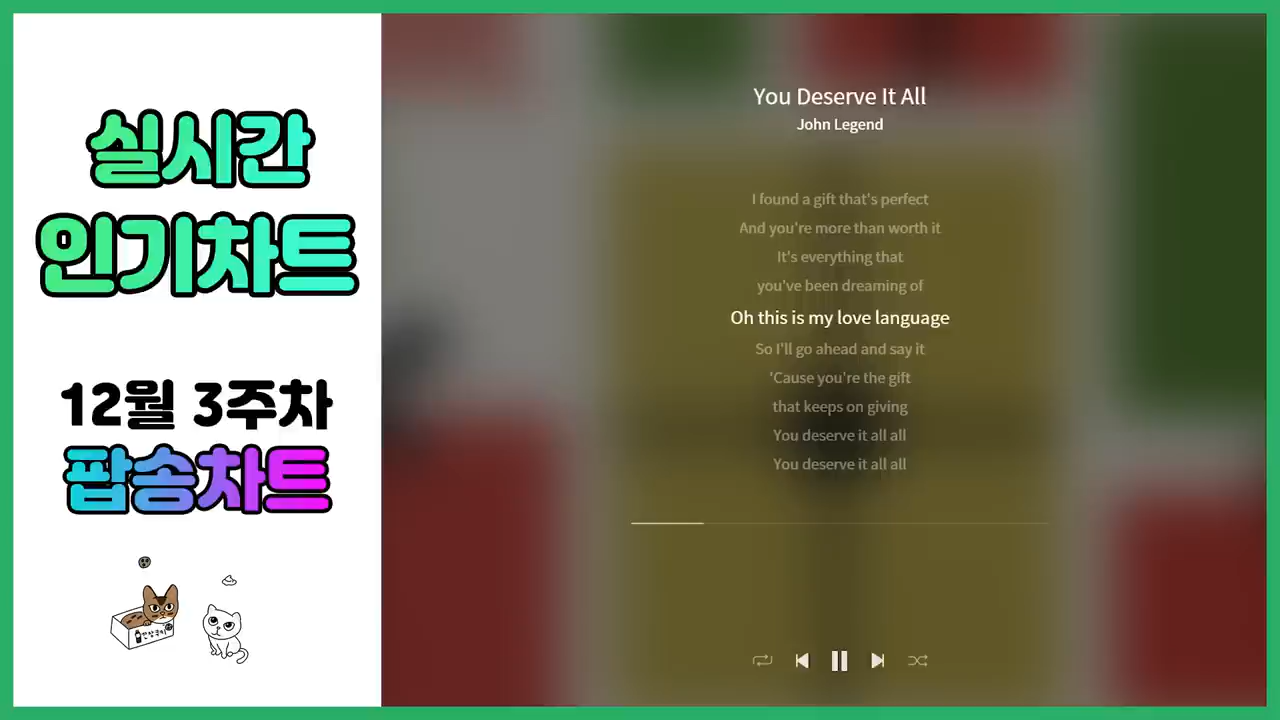 실시간
인기차트
12월 3주차
팝송차트
You Deserve It All
John Legend
I found a gift that's perfect
And you're more than worth it
It's everything that
you've been dreaming of
Oh this is my love language
So I'll go ahead and say it
'Cause you're the gift
that keeps on giving
You deserve it all all
You deserve it all all